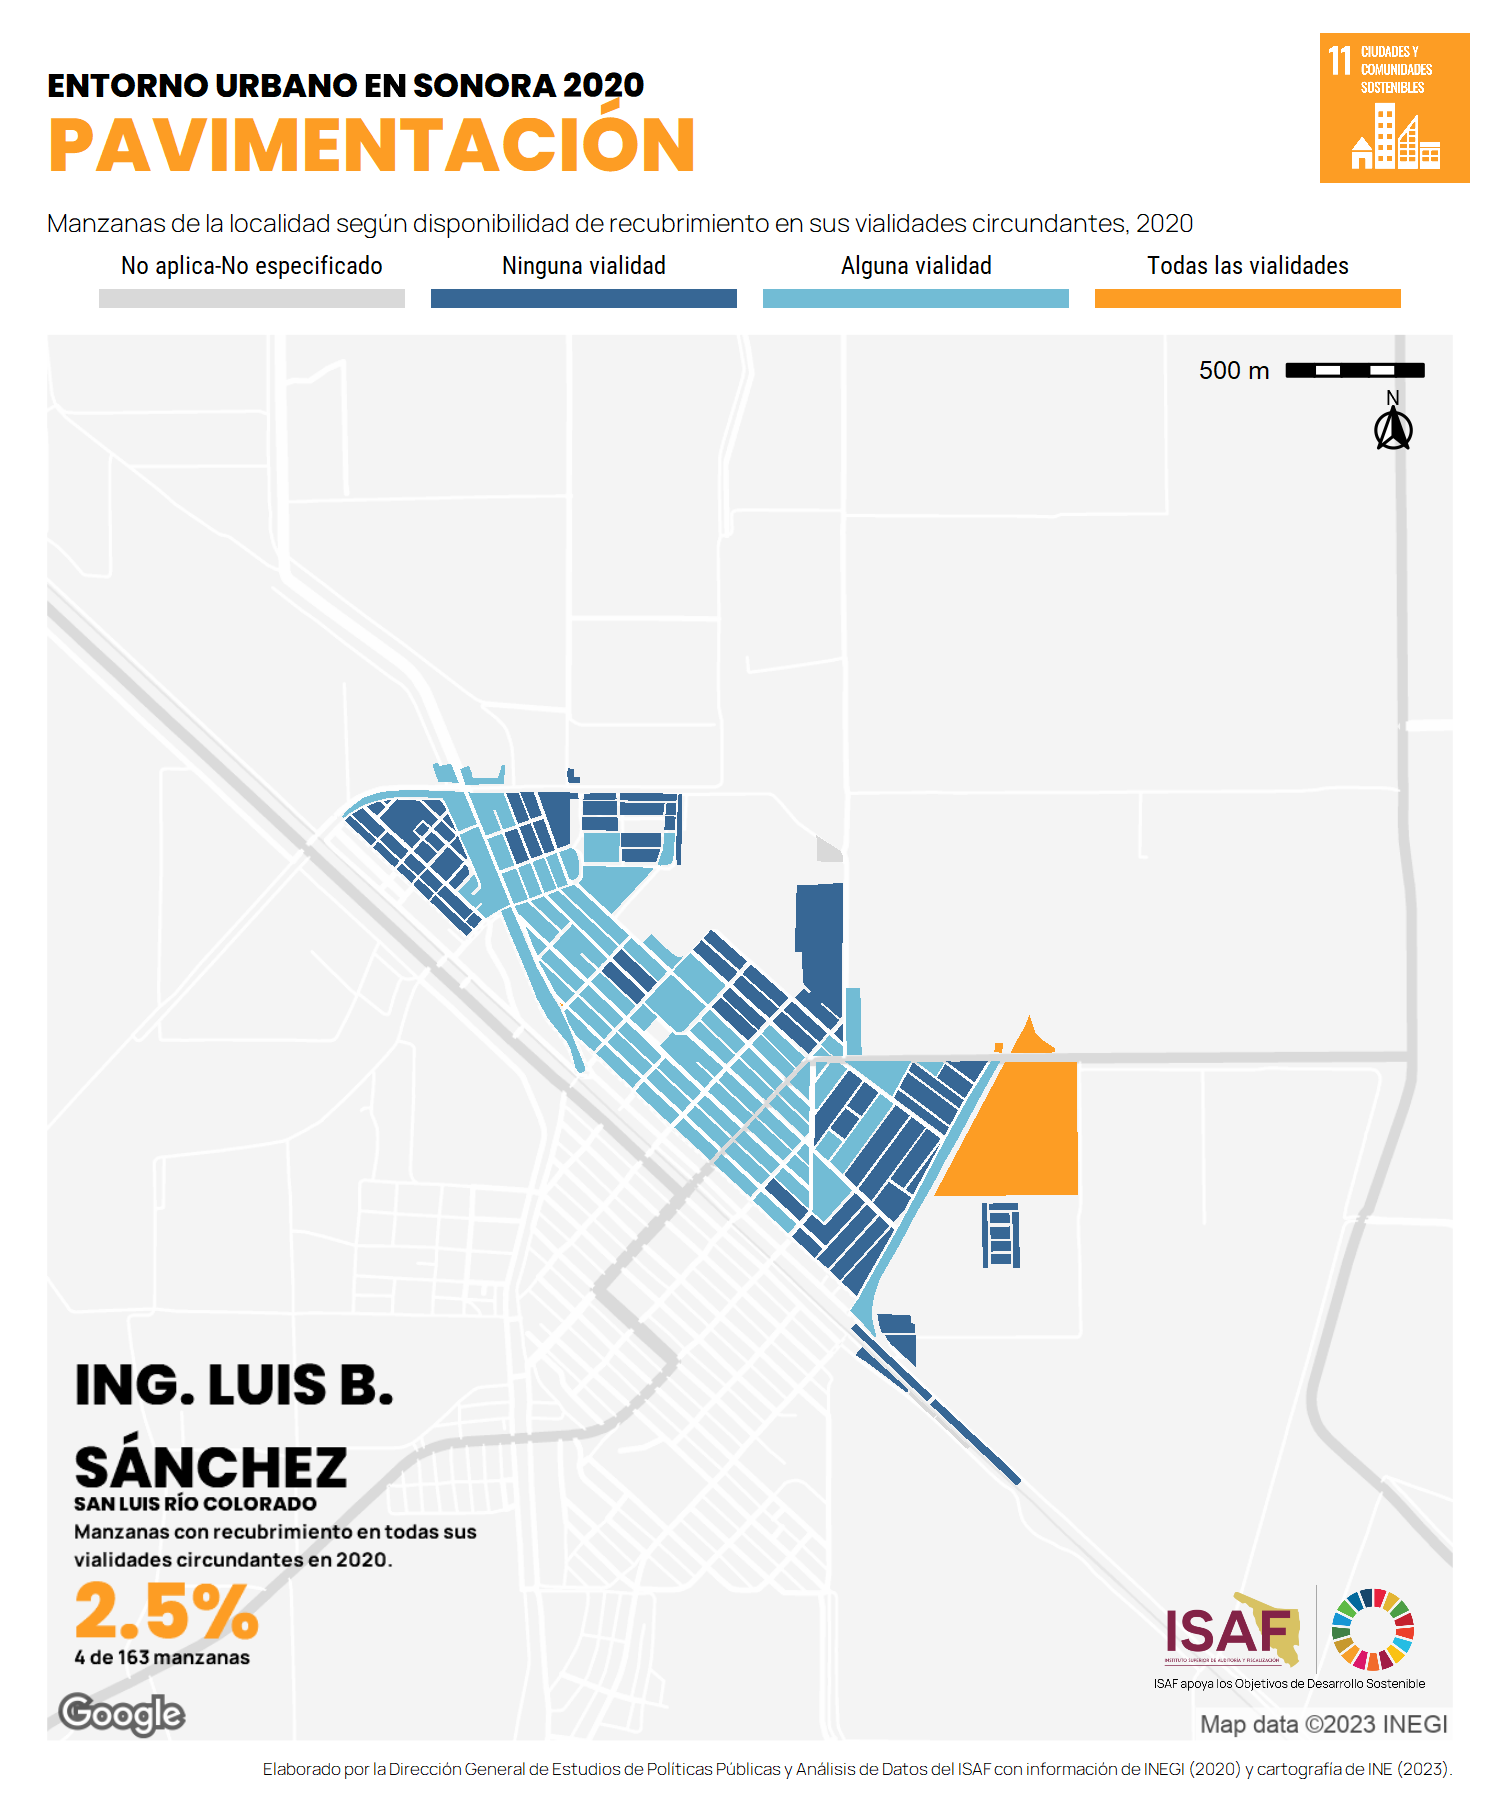 ENTORNO URBANO EN SONORA 2020
PAVIMENTACIÓN
11 CIUDADES Y
COMUNIDADES
SOSTENIBLES
Manzanas de la localidad según disponibilidad de recubrimiento en sus vialidades circundantes, 2020
No aplica-No especificado
Ninguna vialidad
Alguna vialidad
Todas las vialidades
500 m
N
ING. LUIS B.
SÁNCHEZ
SAN LUIS RÍO COLORADO
Manzanas con recubrimiento en todas sus
vialidades circundantes en 2020.
2.5%
4 de 163 manzanas
Google
ISAF
INSTITUTO SUPERIOR DE AUDITORÍA Y FISCALIZACIÓN
ISAF apoya los Objetivos de Desarrollo Sostenible
Map data ©2023 INEGI
Elaborado por la Dirección General de Estudios de Políticas Públicas y Análisis de Datos del ISAF con información de INEGI (2020) y cartografía de INE (2023).